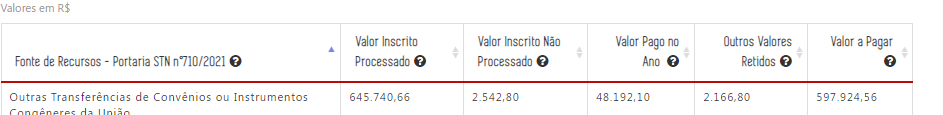 Valores em R$
Fonte de Recursos - Portaria STN nº710/2021
Valor Inscrito
Processado
Valor Inscrito Não
Processado
Valor Pago no
Ano
Outros Valores
Retidos
Valor a Pagar
Outras Transferências de Convênios ou Instrumentos
Congêneres da União
645.740,66
2.542,80
48.192,10
2.166,80
597.924,56